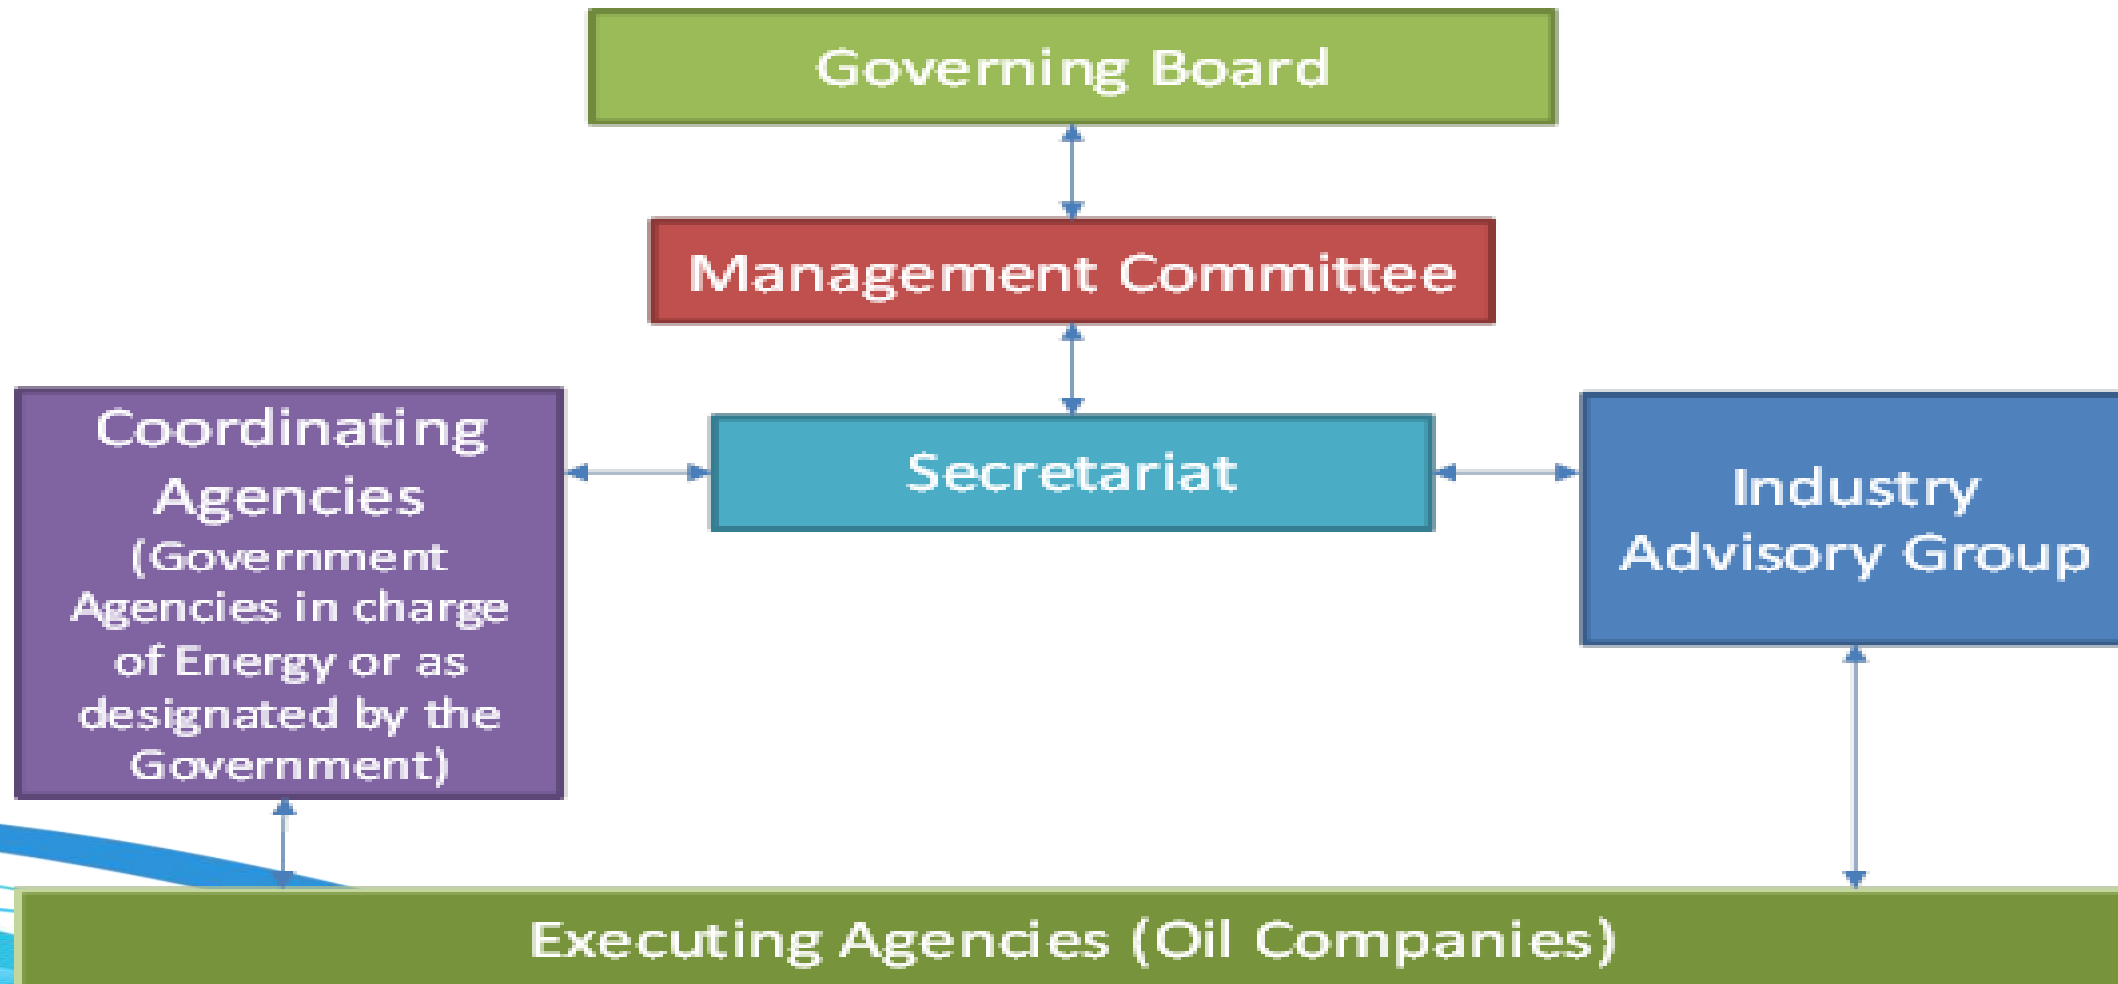 Governing Board
Management Committee
Coordinating
Agencies
(Government
Agencies in charge
of Energy or as
designated by the
Government)
Secretariat
Industry
Advisory Group
Executing Agencies (Oil Companies)